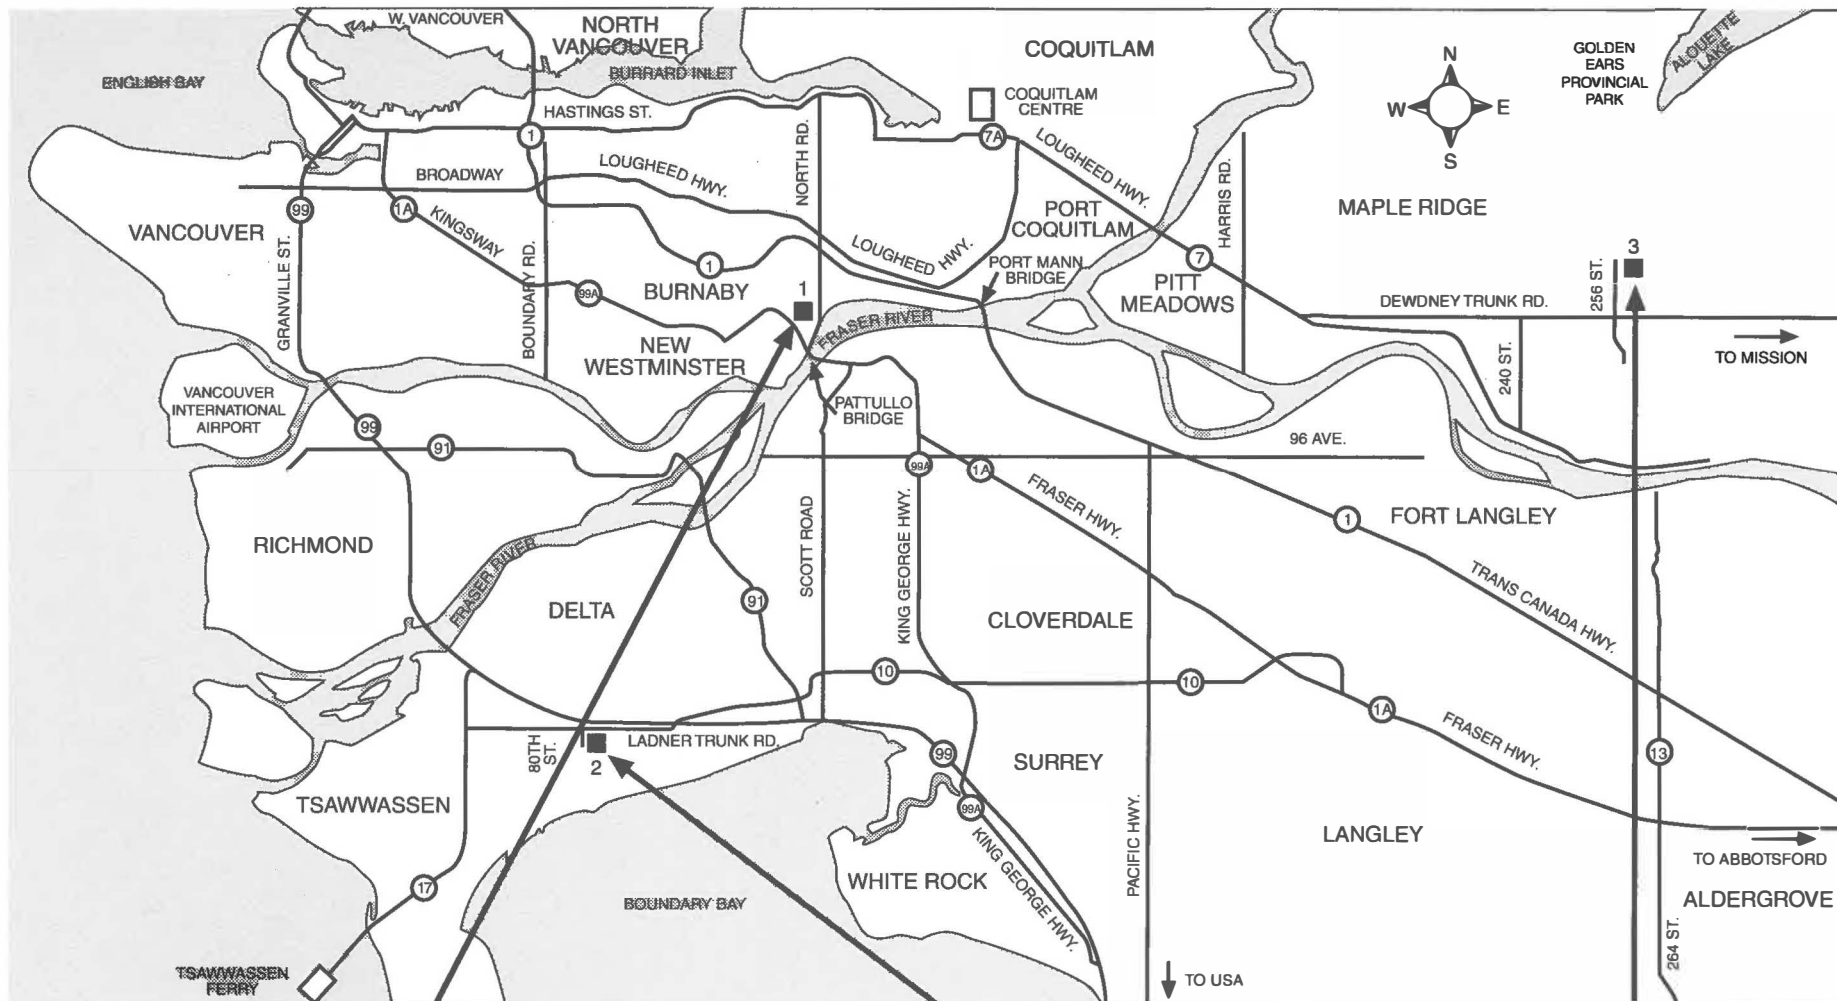 W. VANCOUVER
NORTH
VANCOUVER
COQUITLAM
GOLDEN
EARS
PROVINCIAL
PARK
ALOUETTE
LAKE
N
W
E
S
ENGLISH BAY
BURRARD INLET
COQUITLAM
CENTRE
HASTINGS ST.
1
7A
LOUGHEED HWY.
NORTH RD.
HARRIS RD.
BROADWAY
LOUGHEED HWY.
MAPLE RIDGE
99
1A
KINGSWAY
PORT
COQUITLAM
VANCOUVER
GRANVILLE ST.
BOUNDARY RD.
LOUGHEED HWY.
7
3
1
PORT MANN
BRIDGE
PITT
MEADOWS
256 ST.
99A
BURNABY
1
DEWDNEY TRUNK RD.
FRASER RIVER
NEW
WESTMINSTER
TO MISSION
240 ST.
VANCOUVER
INTERNATIONAL
AIRPORT
PATTULLO
BRIDGE
99
91
96 AVE.
99A
1A
FRASER HWY.
1
FORT LANGLEY
RICHMOND
SCOTT ROAD
KING GEORGE HWY.
TRANS CANADA HWY.
FRASER RIVER
DELTA
91
CLOVERDALE
10
10
1A
FRASER HWY.
80TH
ST.
LADNER TRUNK RD.
2
99
SURREY
13
TSAWWASSEN
99A
KING GEORGE HWY.
PACIFIC HWY.
LANGLEY
TO ABBOTSFORD
17
WHITE ROCK
BOUNDARY BAY
ALDERGROVE
264 ST.
TSAWWASSEN
FERRY
TO USA